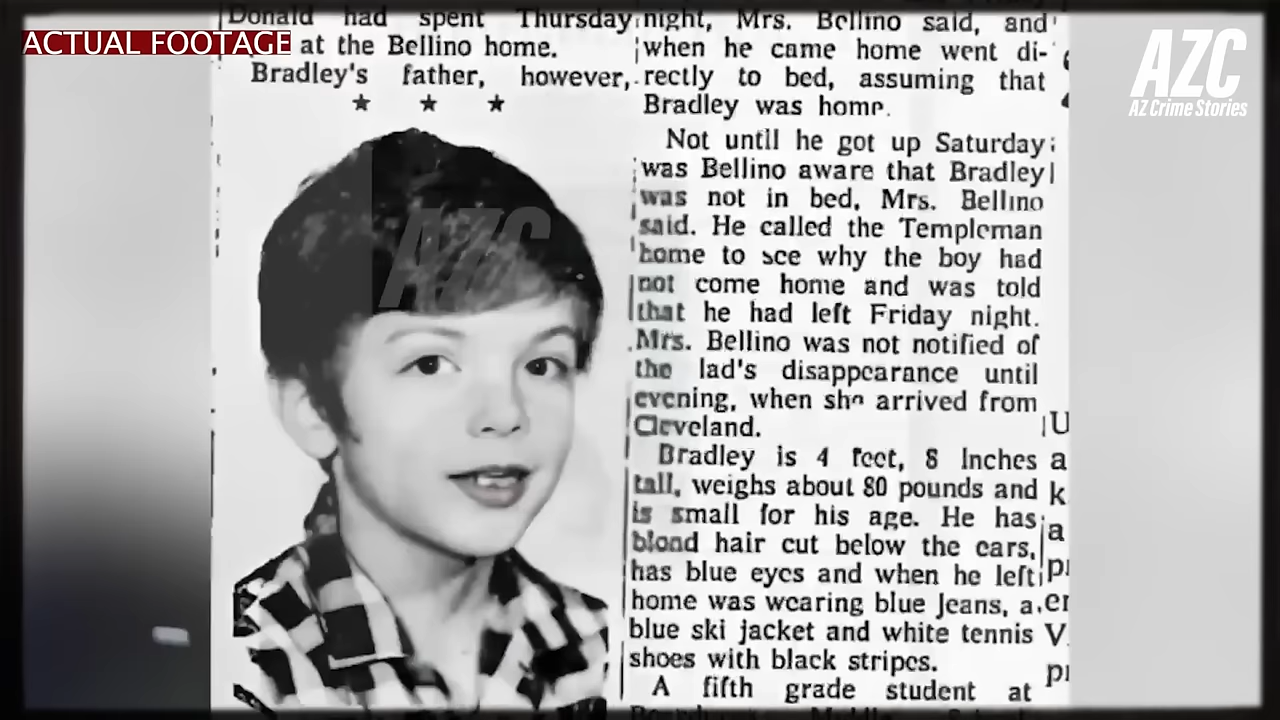 Donald had spent Thursday
ACTUAL FOOTAGE
at the Bellino home.
Bradley's father, however,
night, Mrs. Bellino said, and
when he came home went di-
rectly to bed, assuming that
Bradley was home.
Not until he got up Saturday
was Bellino aware that Bradley
was not in bed, Mrs. Bellino
said. He called the Templeman
home to see why the boy had
not come home and was told
that he had left Friday night.
Mrs. Bellino was not notified of
the lad's disappearance until
evening, when she arrived from
Cleveland.
Bradley is 4 feet, 8 Inches
tall, weighs about 80 pounds and
is small for his age. He has
blond hair cut below the ears,
has blue eyes and when he left
home was wearing blue Jeans, a
blue ski jacket and white tennis
shoes with black stripes.
A fifth grade student at
AZC
AZ Crime Stories
AZC